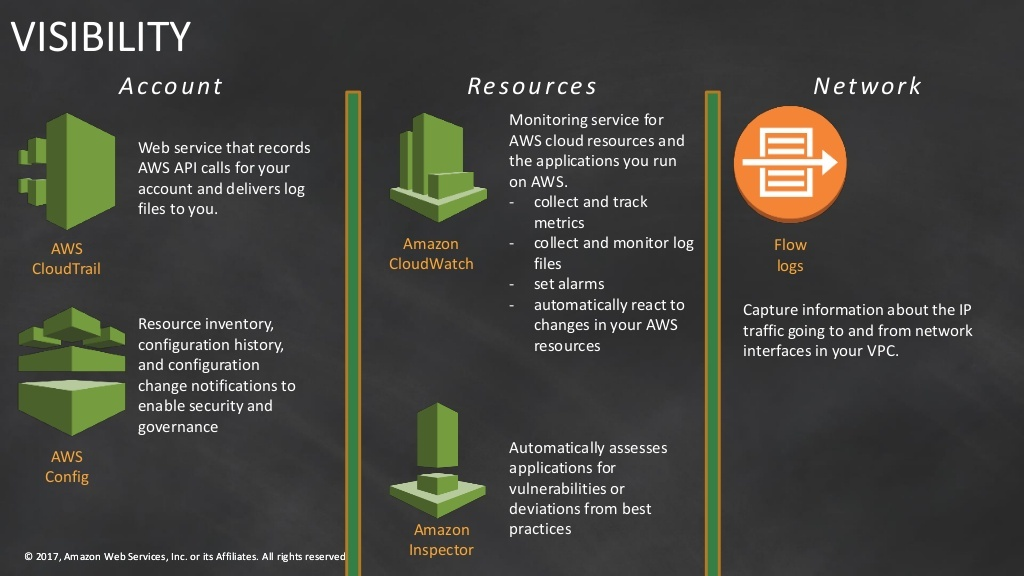 VISIBILITY
Account
Web service that records
AWS API calls for your
account and delivers log
files to you.
AWS
CloudTrail
Resource inventory,
configuration history,
and configuration
change notifications to
enable security and
governance
AWS
Config
Resources
Monitoring service for
AWS cloud resources and
the applications you run
on AWS.
- collect and track
metrics
- collect and monitor log
files
- set alarms
- automatically react to
changes in your AWS
resources
Amazon
CloudWatch
Automatically assesses
applications for
vulnerabilities or
deviations from best
practices
Amazon
Inspector
Network
Flow
logs
Capture information about the IP
traffic going to and from network
interfaces in your VPC.
© 2017, Amazon Web Services, Inc. or its Affiliates. All rights reserved